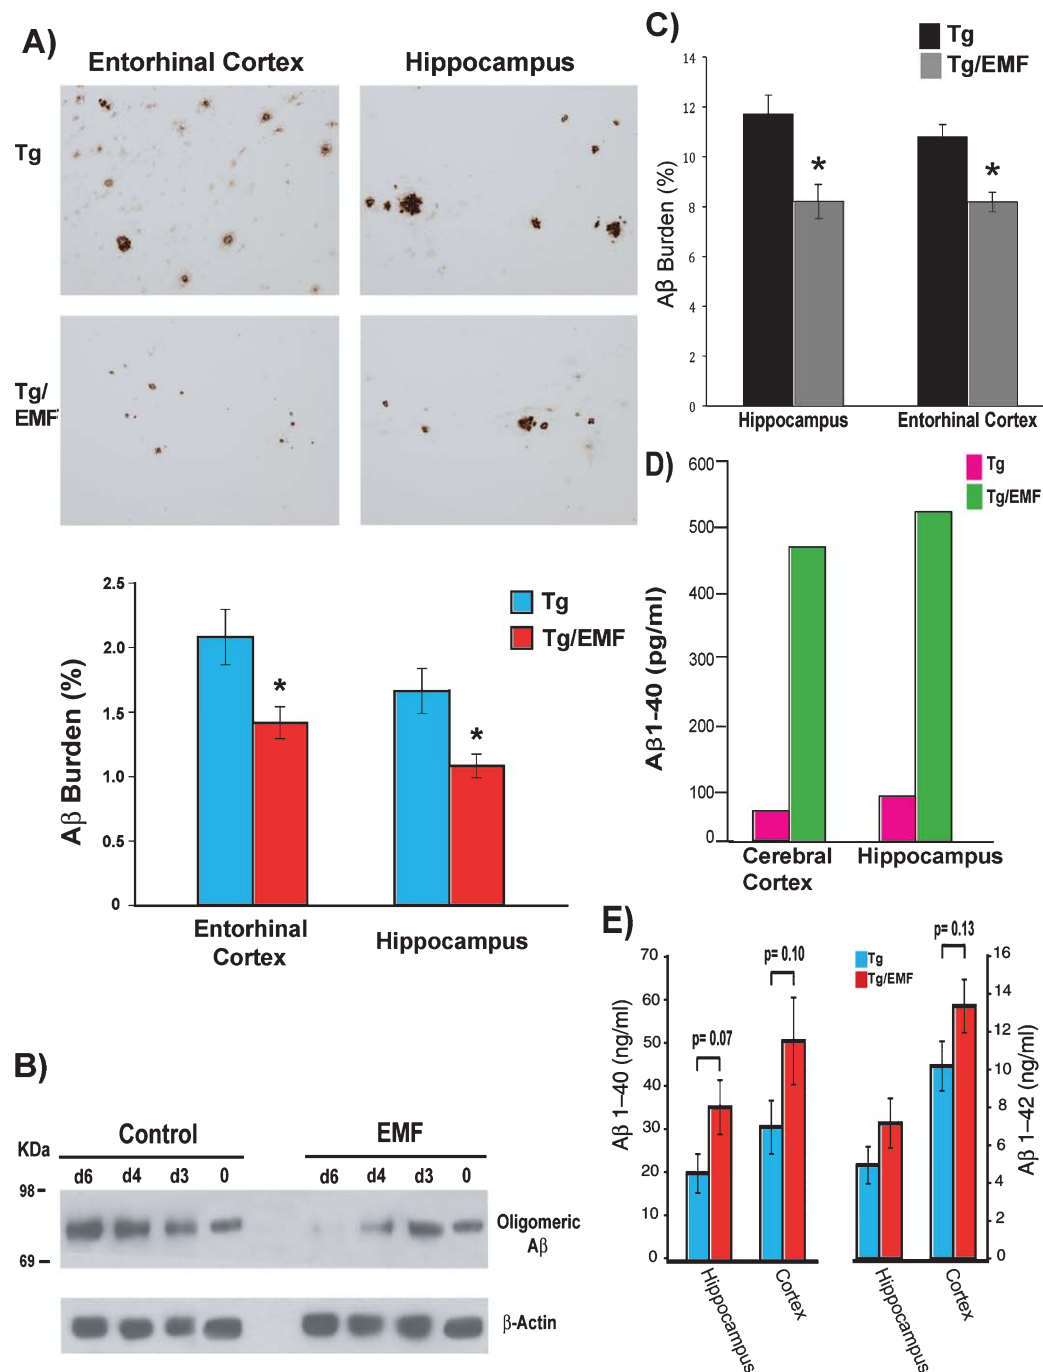 A)
Entorhinal Cortex
Hippocampus
Tg
Tg/
EMF
2.5
2.0
1.5
1.0
0.5
0
Aβ Burden (%)
Tg
Tg/EMF
*
*
Entorhinal
Cortex
Hippocampus
B)
Control
EMF
KDa
d6 d4 d3 0
d6 d4 d3 0
98
69
Oligomeric
Aβ
β-Actin
C)
Tg
Tg/EMF
14
12
10
8
6
4
2
0
Aβ Burden (%)
*
*
Hippocampus
Entorhinal Cortex
D)
600
500
400
300
200
100
0
Aβ1-40 (pg/ml)
Tg
Tg/EMF
Cerebral
Cortex
Hippocampus
E)
70
60
50
40
30
20
10
0
Aβ 1–40 (ng/ml)
p= 0.07
p= 0.10
Tg
Tg/EMF
p= 0.13
16
14
12
10
8
6
4
2
0
Aβ 1–42 (ng/ml)
Hippocampus
Cortex
Hippocampus
Cortex